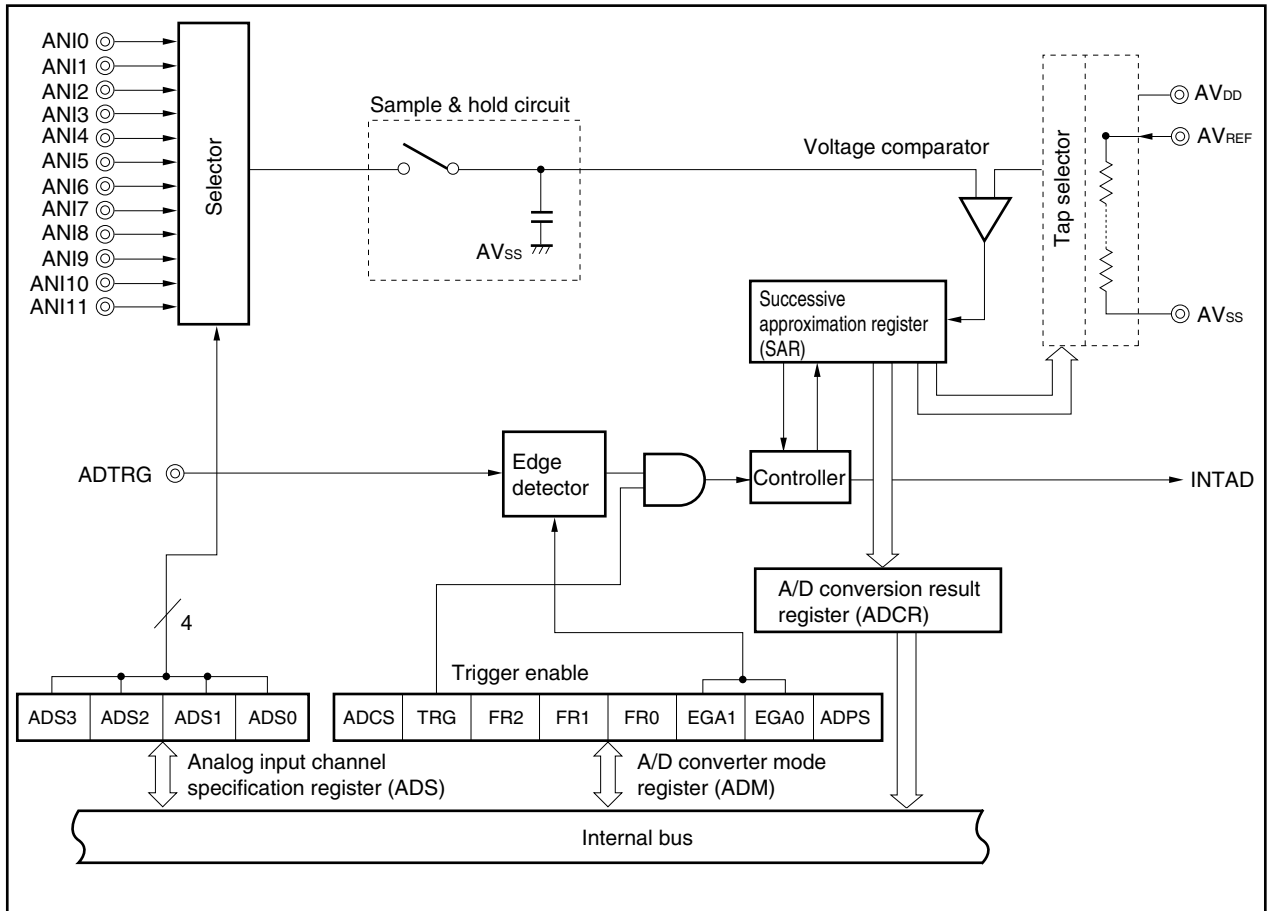 ANI0
ANI1
ANI2
ANI3
ANI4
ANI5
ANI6
ANI7
ANI8
ANI9
ANI10
ANI11
Selector
Sample & hold circuit
AVSS
Voltage comparator
Tap selector
AVDD
AVREF
AVSS
Successive
approximation register
(SAR)
ADTRG
Edge
detector
Controller
INTAD
A/D conversion result
register (ADCR)
4
Trigger enable
ADS3 ADS2 ADS1 ADS0
ADCS TRG FR2 FR1 FR0 EGA1 EGA0 ADPS
Analog input channel
specification register (ADS)
A/D converter mode
register (ADM)
Internal bus